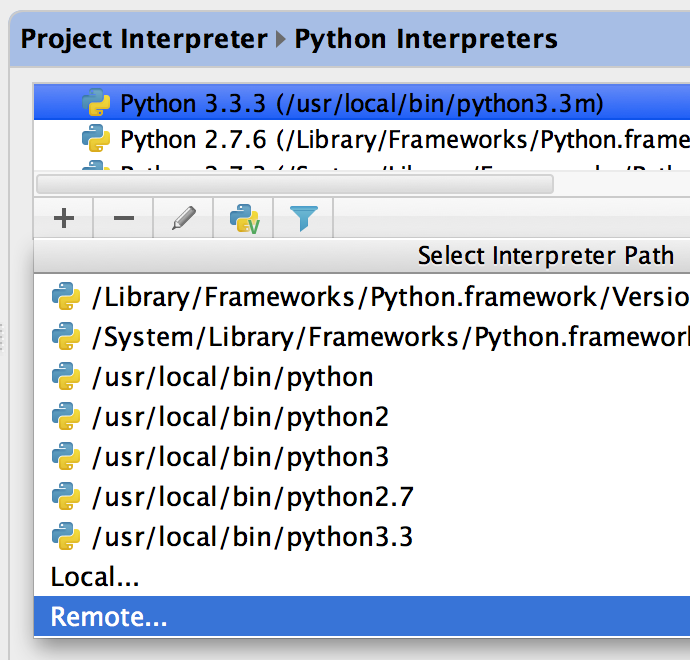 Project Interpreter Python Interpreters
Python 3.3.3 (/usr/local/bin/python3.3m)
Python 2.7.6 (/Library/Frameworks/Python.frame
Select Interpreter Path
/Library/Frameworks/Python.framework/Versio
/System/Library/Frameworks/Python.framework
/usr/local/bin/python
/usr/local/bin/python2
/usr/local/bin/python3
/usr/local/bin/python2.7
/usr/local/bin/python3.3
Local...
Remote...